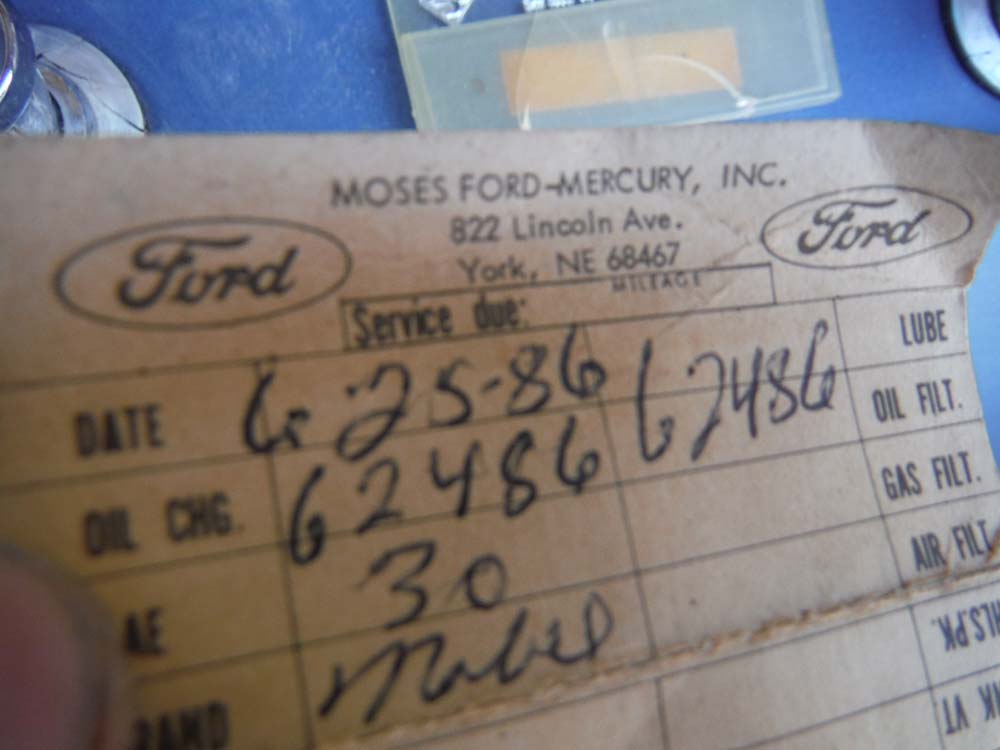 MOSES FORD-MERCURY, INC.
822 Lincoln Ave.
York, NE 68467
Ford
Ford
MILEAGE
Service due:
DATE 6-25-86 62486 LUBE
OIL CHG. 62486 OIL FILT.
30 GAS FILT.
Mobil AIR FILT